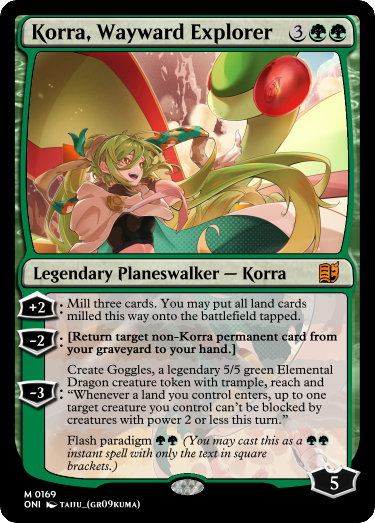 Korra, Wayward Explorer 3
Legendary Planeswalker — Korra
+2: Mill three cards. You may put all land cards
milled this way onto the battlefield tapped.
-2: [Return target non-Korra permanent card from
your graveyard to your hand.]
-3: Create Goggles, a legendary 5/5 green Elemental
Dragon creature token with trample, reach and
“Whenever a land you control enters, up to one
target creature you control can't be blocked by
creatures with power 2 or less this turn.”
Flash paradigm (You may cast this as a
instant spell with only the text in square
brackets.)
5
M 0169
ONI TAIJU_(GR09KUMA)